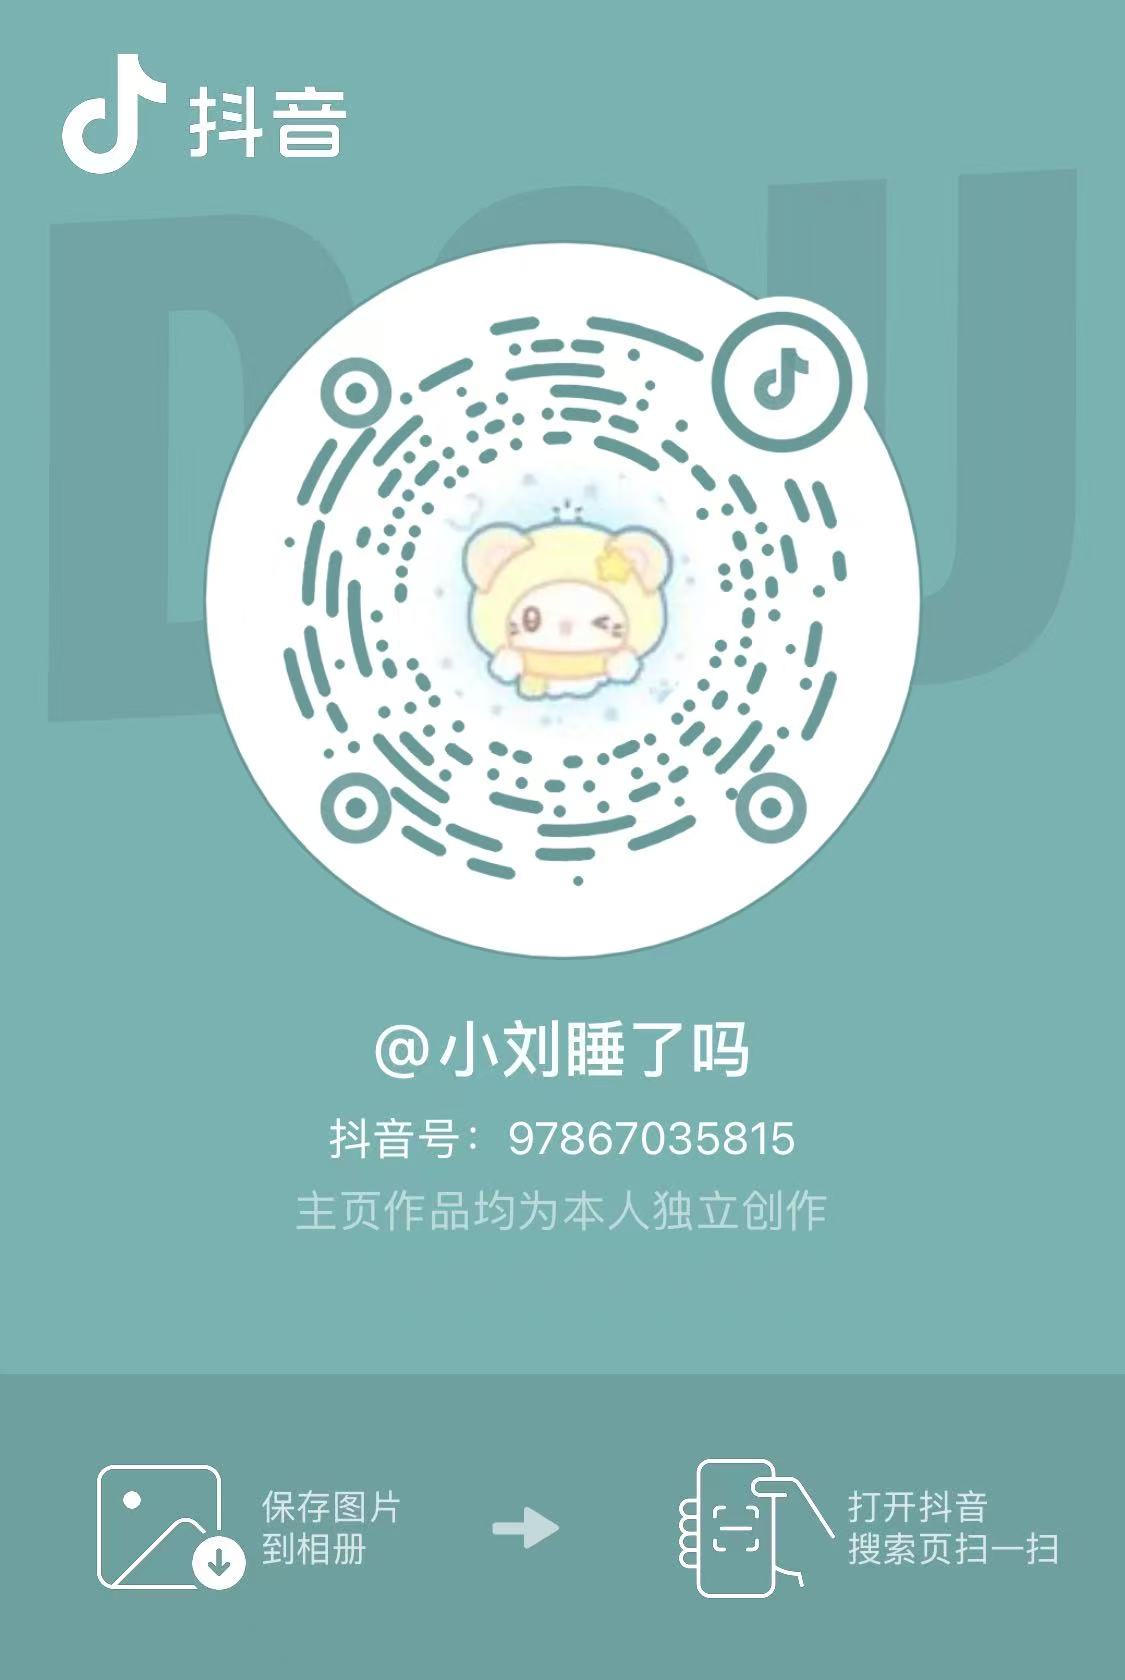 抖音
DOU
@小刘睡了吗
抖音号：97867035815
主页作品均为本人独立创作
保存图片
到相册
打开抖音
搜索页扫一扫